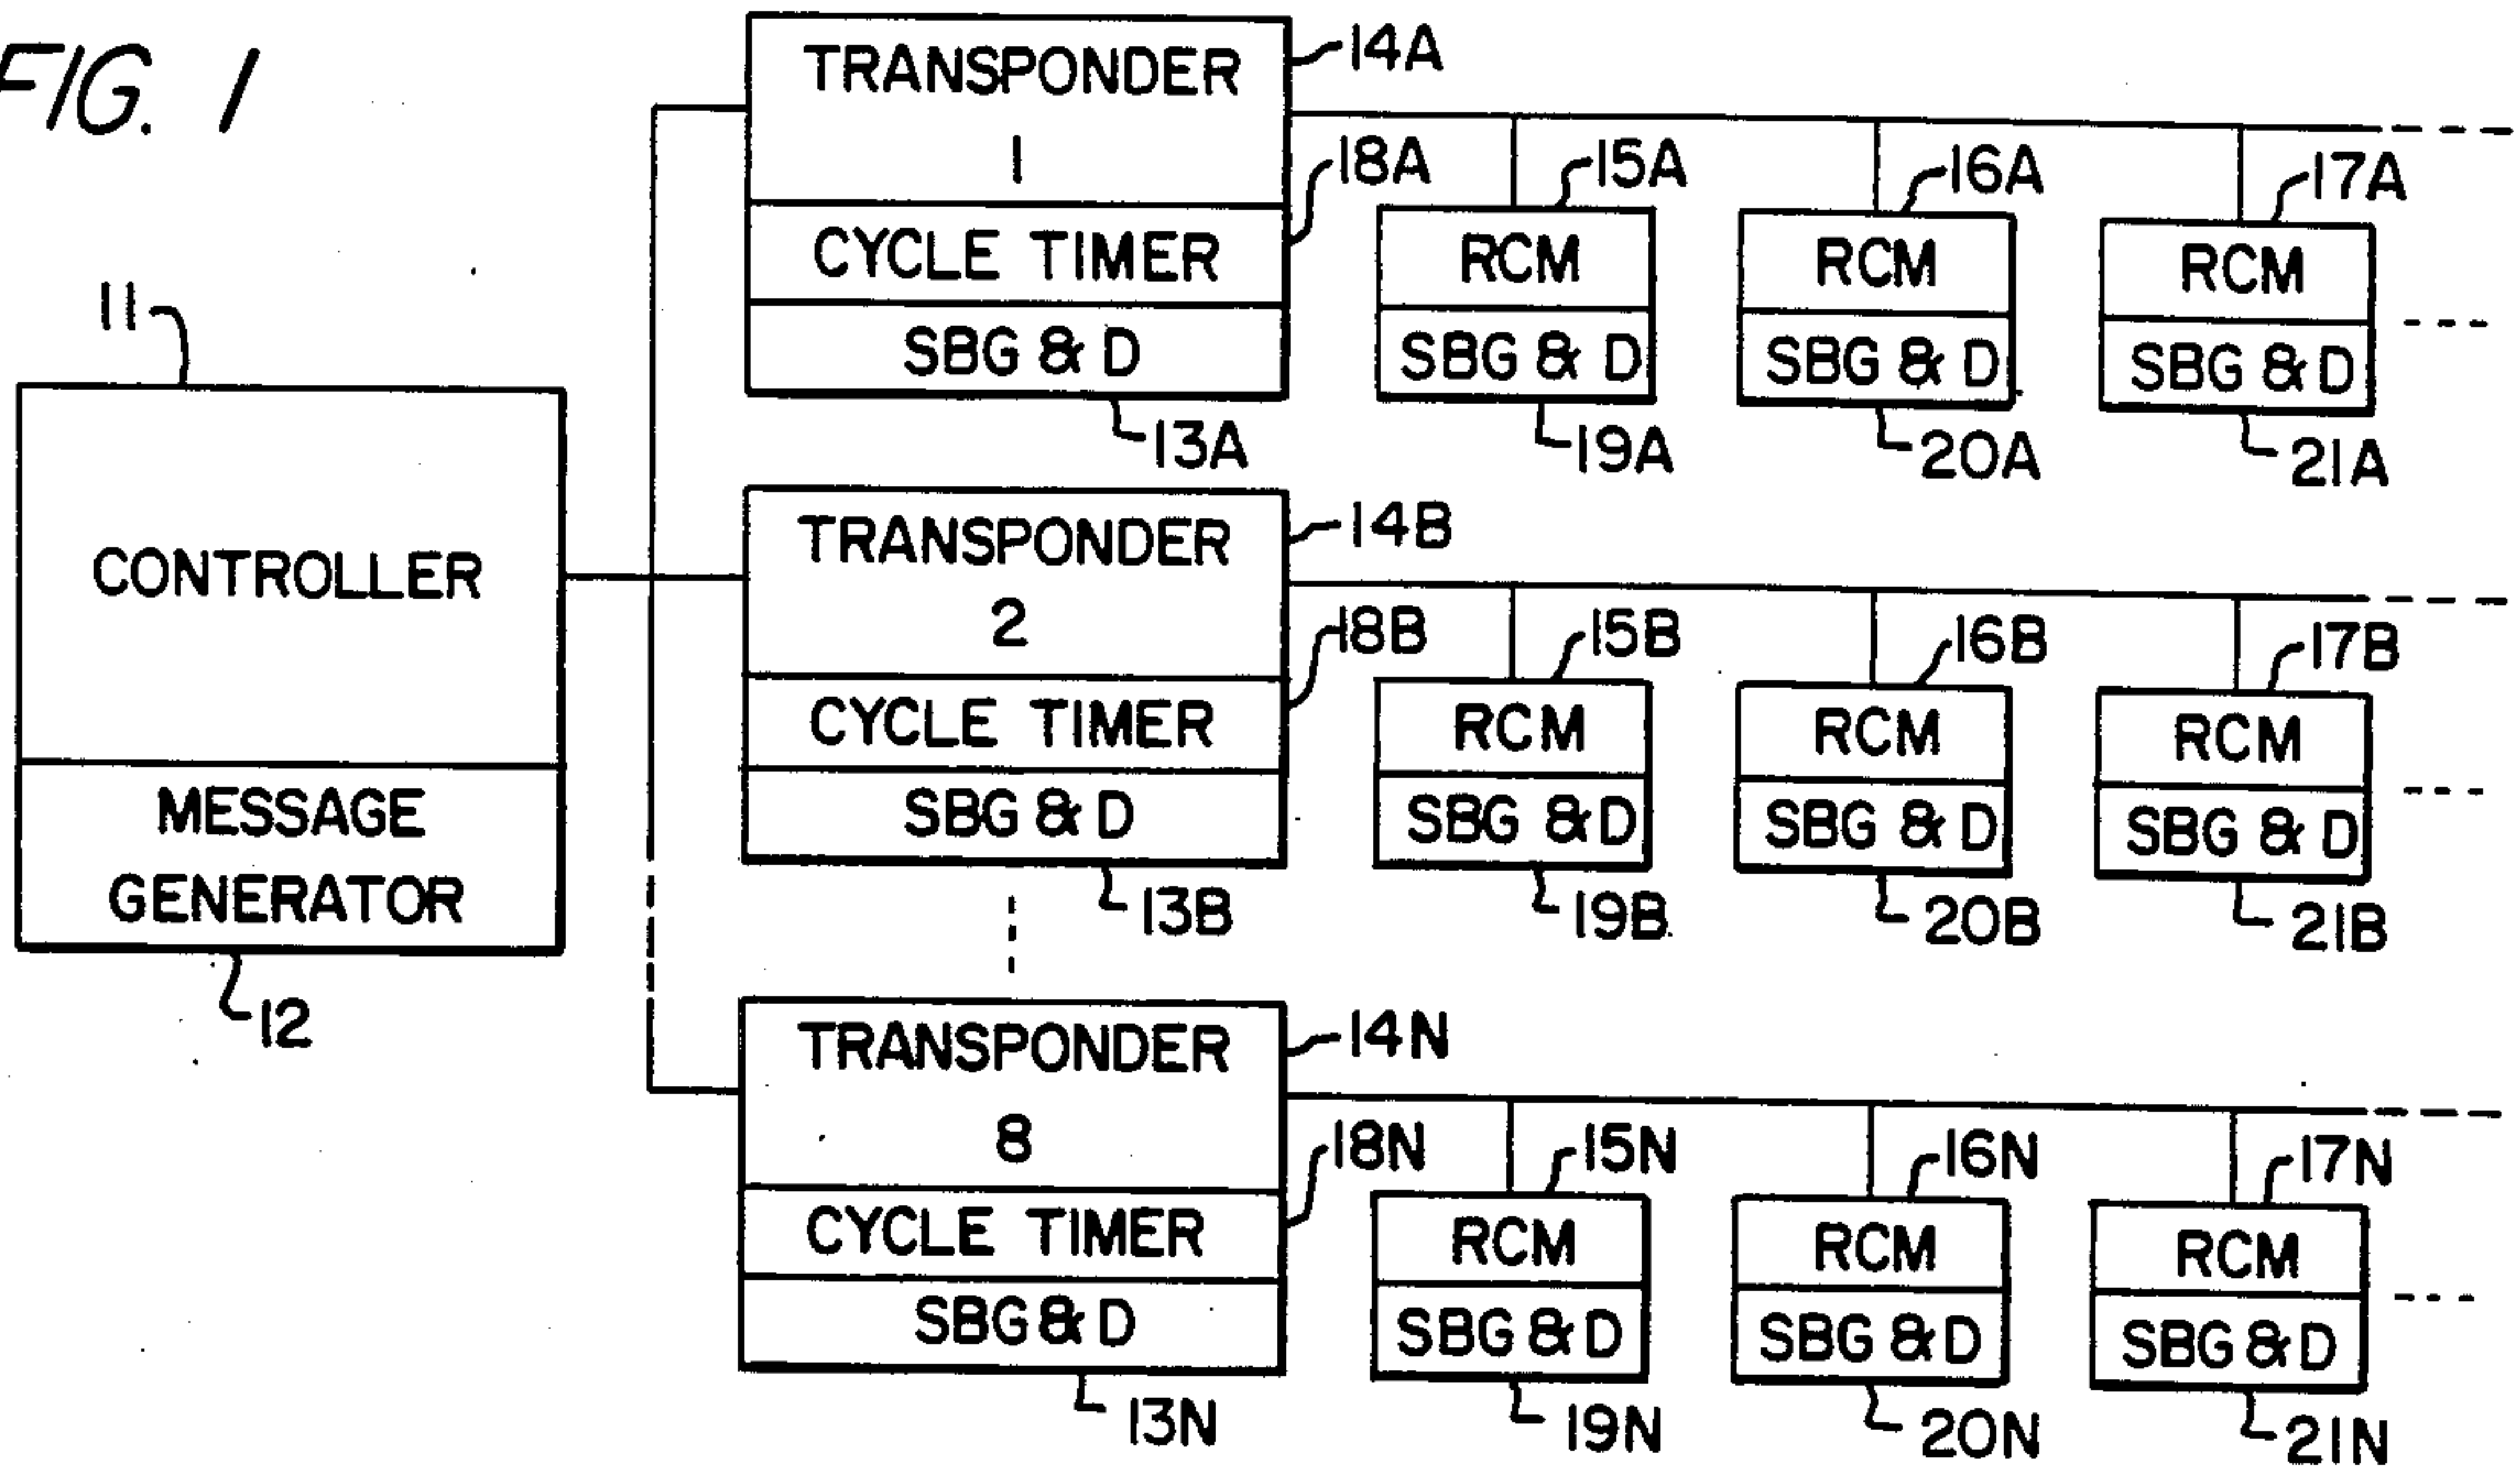 FIG. 1
TRANSPONDER
1
CYCLE TIMER
SBG & D
14A
18A
13A
15A
RCM
SBG & D
19A
16A
RCM
SBG & D
20A
17A
RCM
SBG & D
21A
11
CONTROLLER
MESSAGE
GENERATOR
12
TRANSPONDER
2
CYCLE TIMER
SBG & D
14B
18B
13B
15B
RCM
SBG & D
19B
16B
RCM
SBG & D
20B
17B
RCM
SBG & D
21B
TRANSPONDER
8
CYCLE TIMER
SBG & D
14N
18N
13N
15N
RCM
SBG & D
19N
16N
RCM
SBG & D
20N
17N
RCM
SBG & D
21N